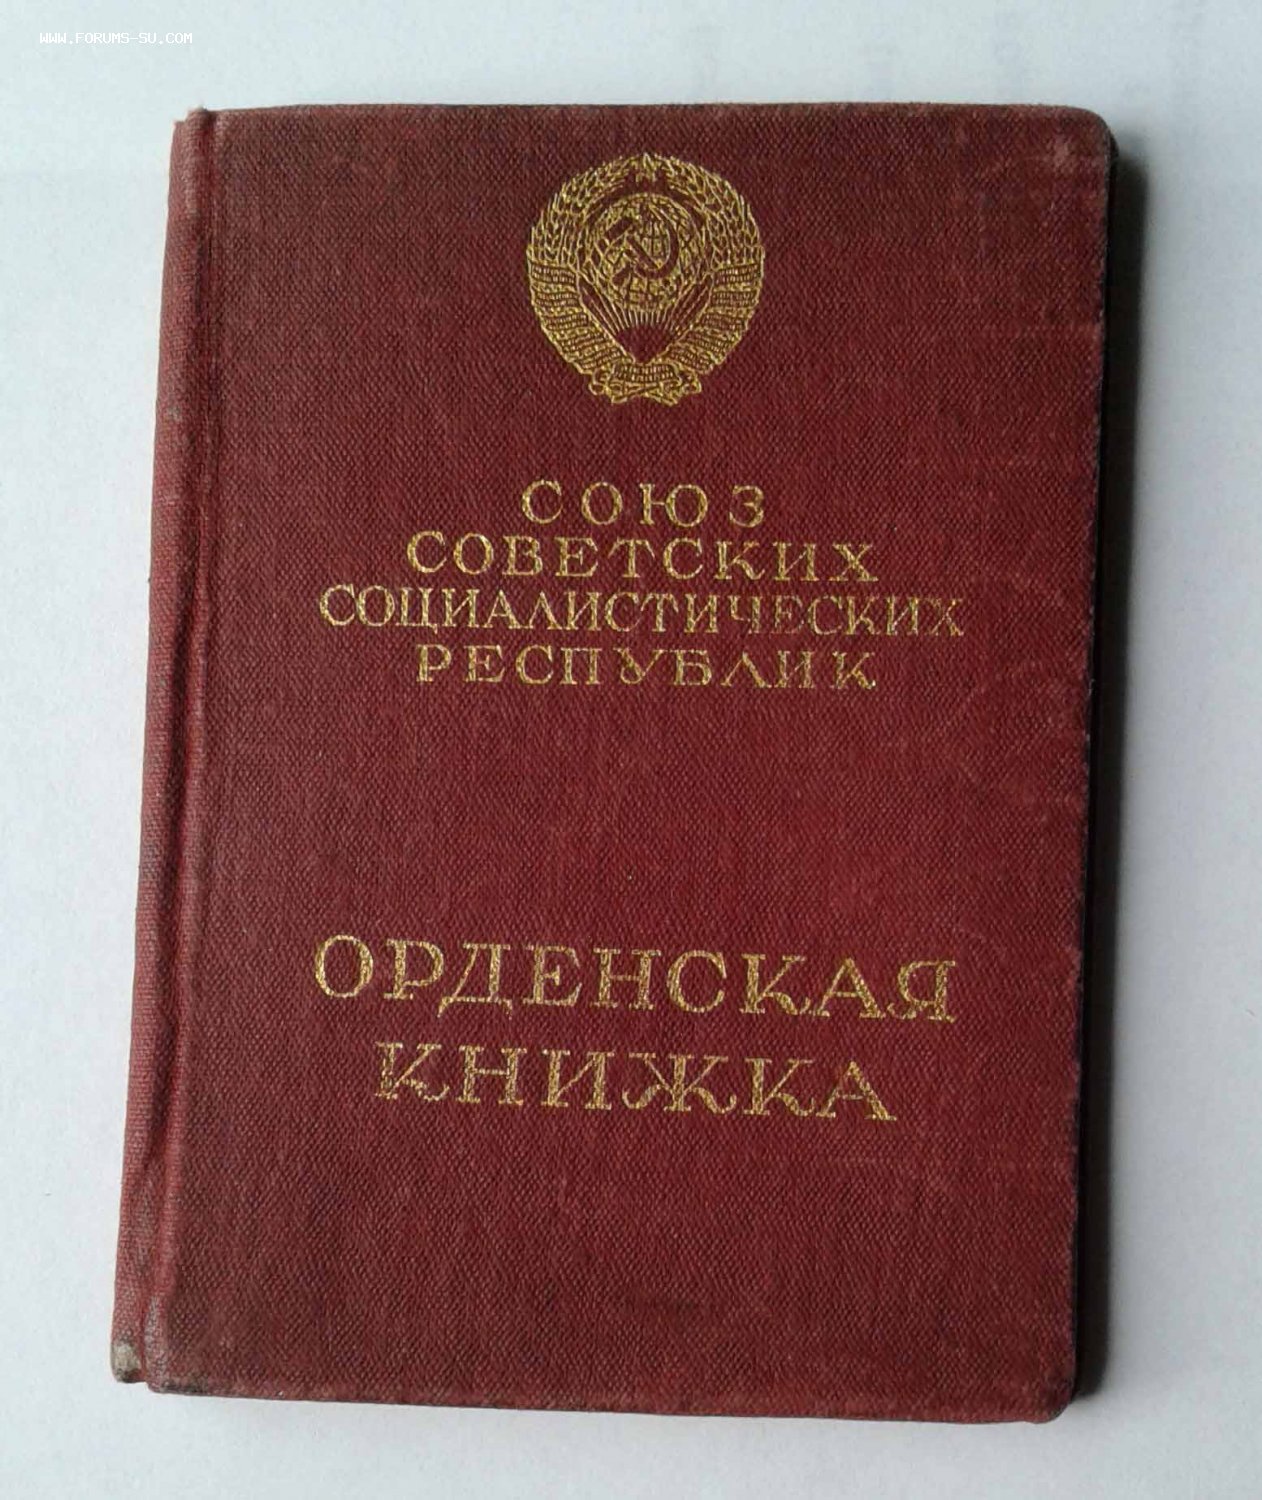 WWW.FORUMS-SU.COM
СОЮЗ
СОВЕТСКИХ
СОЦИАЛИСТИЧЕСКИХ
РЕСПУБЛИК
ОРДЕНСКАЯ
КНИЖКА